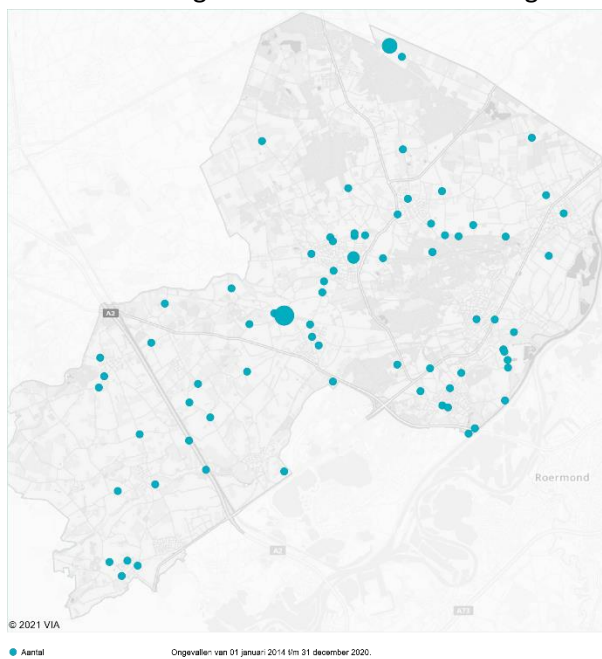 A2
Roermond
A2
A73
© 2021 VIA
Aantal
Ongevallen van 01 januari 2014 t/m 31 december 2020.